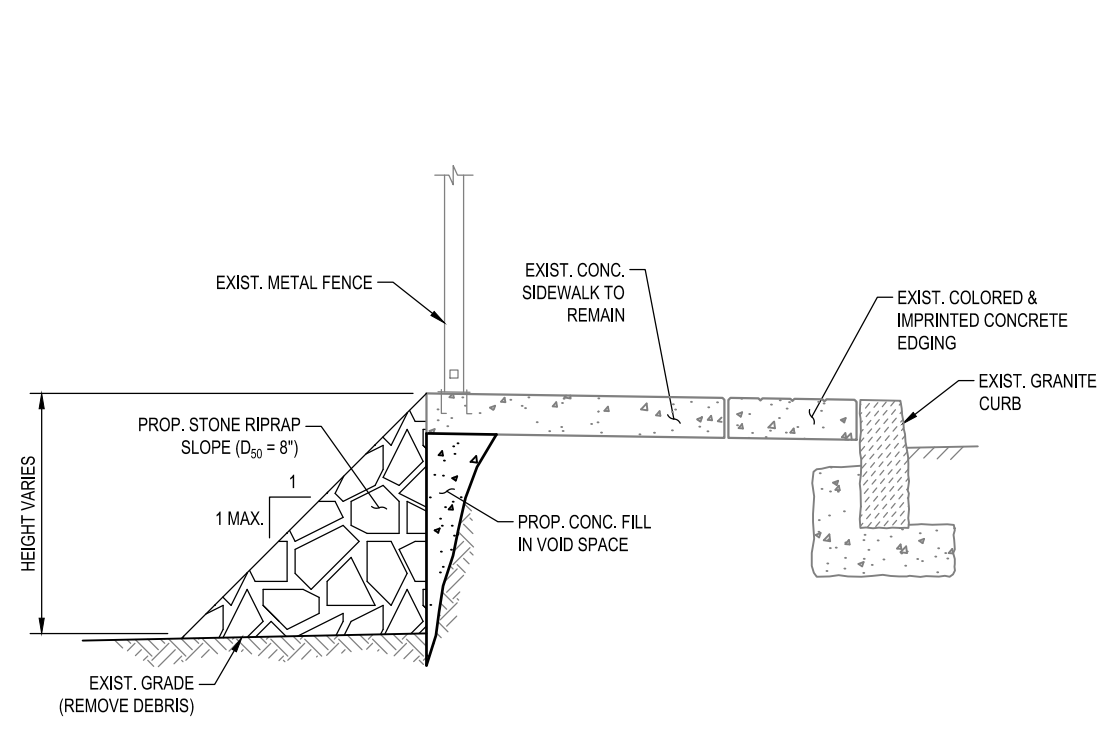 EXIST. METAL FENCE
EXIST. CONC.
SIDEWALK TO
REMAIN
EXIST. COLORED &
IMPRINTED CONCRETE
EDGING
EXIST. GRANITE
CURB
PROP. STONE RIPRAP
SLOPE (D50 = 8")
1
1 MAX.
HEIGHT VARIES
PROP. CONC. FILL
IN VOID SPACE
EXIST. GRADE
(REMOVE DEBRIS)